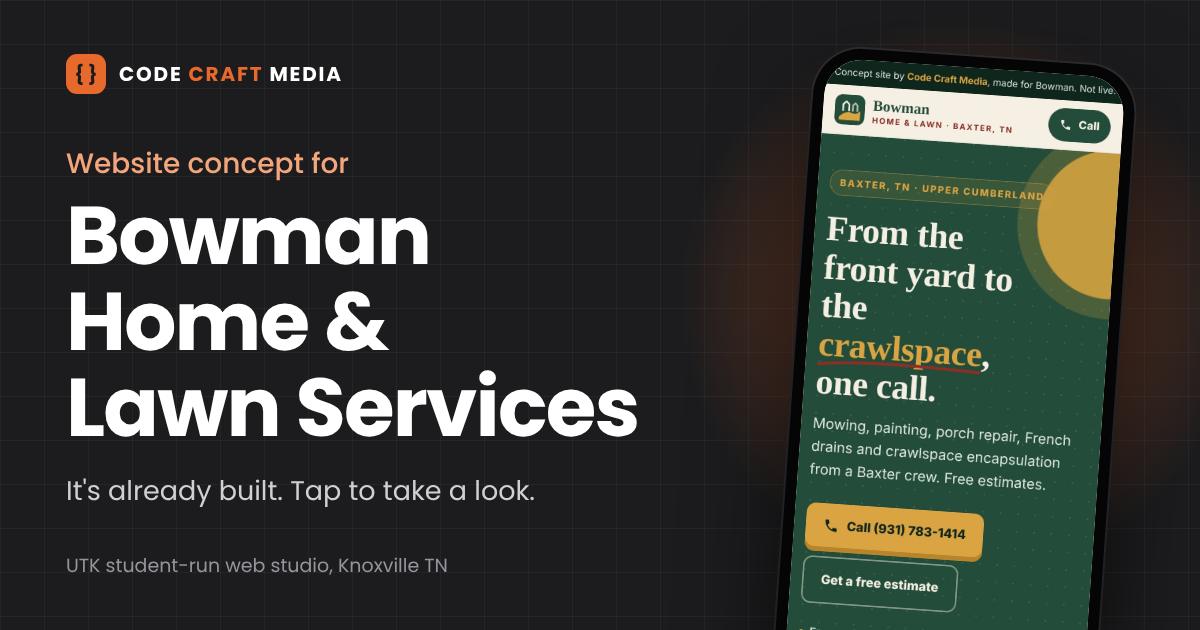 { } CODE CRAFT MEDIA
Website concept for
Bowman
Home &
Lawn Services
It's already built. Tap to take a look.
UTK student-run web studio, Knoxville TN
Concept site by Code Craft Media, made for Bowman. Not live.
Bowman
HOME & LAWN · BAXTER, TN
Call
BAXTER, TN · UPPER CUMBERLAND
From the
front yard to
the
crawlspace,
one call.
Mowing, painting, porch repair, French
drains and crawlspace encapsulation
from a Baxter crew. Free estimates.
Call (931) 783-1414
Get a free estimate